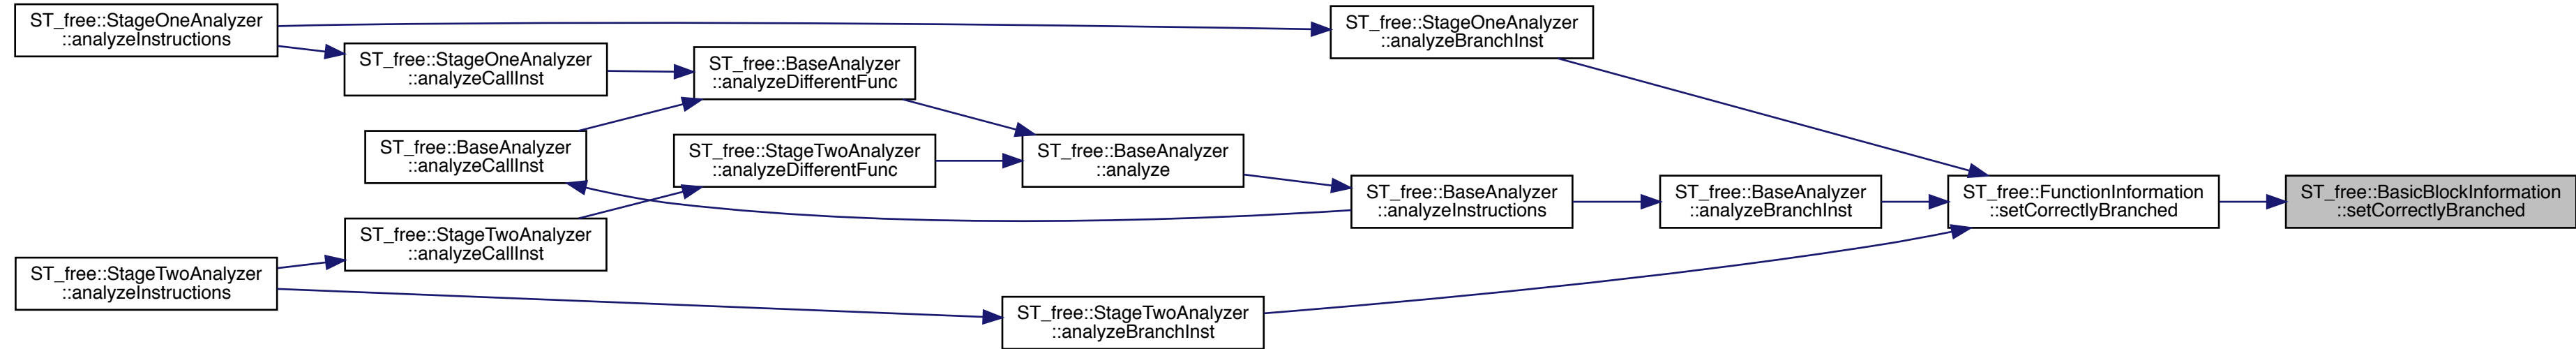 ST_free::StageOneAnalyzer
::analyzeInstructions
ST_free::StageOneAnalyzer
::analyzeBranchInst
ST_free::StageOneAnalyzer
::analyzeCallInst
ST_free::BaseAnalyzer
::analyzeDifferentFunc
ST_free::BaseAnalyzer
::analyzeCallInst
ST_free::StageTwoAnalyzer
::analyzeDifferentFunc
ST_free::BaseAnalyzer
::analyze
ST_free::BaseAnalyzer
::analyzeInstructions
ST_free::BaseAnalyzer
::analyzeBranchInst
ST_free::FunctionInformation
::setCorrectlyBranched
ST_free::BasicBlockInformation
::setCorrectlyBranched
ST_free::StageTwoAnalyzer
::analyzeCallInst
ST_free::StageTwoAnalyzer
::analyzeInstructions
ST_free::StageTwoAnalyzer
::analyzeBranchInst